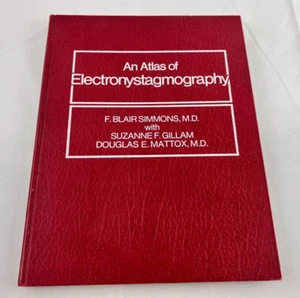 An Atlas of
Electronystagmography
F. BLAIR SIMMONS, M.D.
with
SUZANNE F. GILLAM
DOUGLAS E. MATTOX, M.D.